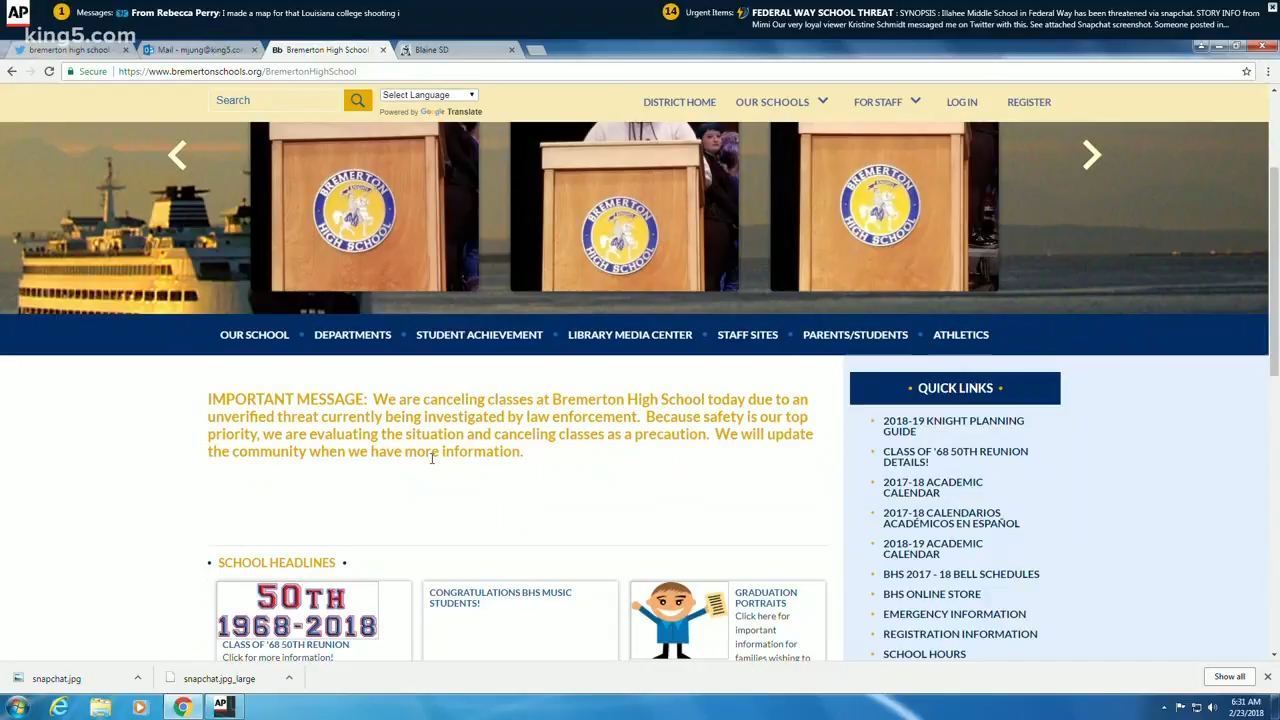 AP
1 Messages: From Rebecca Perry: I made a map for that Louisiana college shooting i
14 Urgent Items: FEDERAL WAY SCHOOL THREAT : SYNOPSIS : Illahee Middle School in Federal Way has been threatened via snapchat. STORY INFO from
Mimi Our very loyal viewer Kristine Schmidt messaged me on Twitter with this. See attached Snapchat screenshot. Someone posted in...
king5.com
bremerton high school
Mail - mjung@king5.co
Bb Bremerton High School
Blaine SD
Secure
https://www.bremertonschools.org/BremertonHighSchool
Search
Select Language
Powered by Google Translate
DISTRICT HOME OUR SCHOOLS FOR STAFF LOG IN REGISTER
BREMERTON HIGH SCHOOL
BREMERTON HIGH SCHOOL
BREMERTON HIGH SCHOOL
OUR SCHOOL • DEPARTMENTS • STUDENT ACHIEVEMENT • LIBRARY MEDIA CENTER • STAFF SITES • PARENTS/STUDENTS • ATHLETICS
IMPORTANT MESSAGE: We are canceling classes at Bremerton High School today due to an
unverified threat currently being investigated by law enforcement. Because safety is our top
priority, we are evaluating the situation and canceling classes as a precaution. We will update
the community when we have more information.
• QUICK LINKS •
• 2018-19 KNIGHT PLANNING
GUIDE
• CLASS OF '68 50TH REUNION
DETAILS!
• 2017-18 ACADEMIC
CALENDAR
• 2017-18 CALENDARIOS
ACADÉMICOS EN ESPAÑOL
• 2018-19 ACADEMIC
CALENDAR
• BHS 2017 - 18 BELL SCHEDULES
• BHS ONLINE STORE
• EMERGENCY INFORMATION
• REGISTRATION INFORMATION
• SCHOOL HOURS
• SCHOOL HEADLINES •
50TH
1968-2018
CLASS OF '68 50TH REUNION
Click for more information!
CONGRATULATIONS BHS MUSIC
STUDENTS!
GRADUATION
PORTRAITS
Click here for
important
information for
families wishing to
snapchat.jpg
snapchat.jpg_large
Show all
AP
6:31 AM
2/23/2018